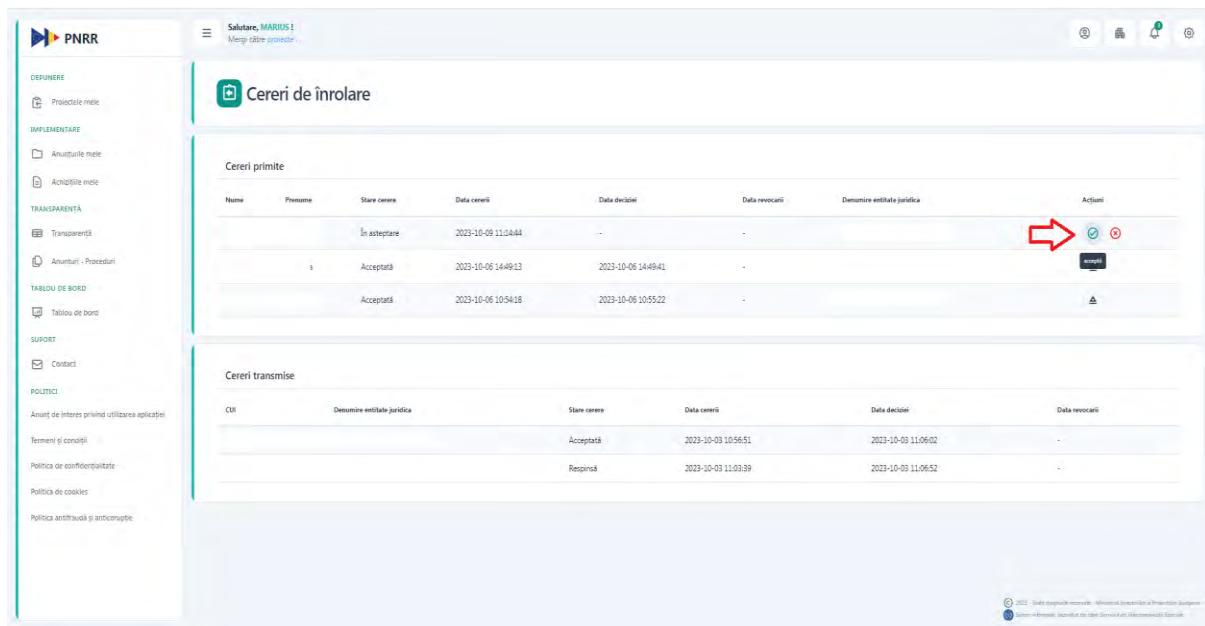 PNRR
Salutare, MARIUS !
Mergi către proiecte
DEPUNERE
Proiectele mele
IMPLEMENTARE
Anunțurile mele
Achizițiile mele
TRANSPARENȚĂ
Transparență
Anunturi - Proceduri
TABLOU DE BORD
Tablou de bord
SUPORT
Contact
POLITICI
Anunț de interes privind utilizarea aplicației
Termeni și condiții
Politica de confidențialitate
Politica de cookies
Politica antifraudă și anticorupție
Cereri de înrolare
Cereri primite
Nume Prenume Stare cerere Data cererii Data deciziei Data revocarii Denumire entitate juridica Acțiuni
În asteptare 2023-10-09 11:14:44 - -
Acceptată 2023-10-06 14:49:13 2023-10-06 14:49:41 - acceptă
Acceptată 2023-10-06 10:54:18 2023-10-06 10:55:22 -
Cereri transmise
CUI Denumire entitate juridica Stare cerere Data cererii Data deciziei Data revocarii
Acceptată 2023-10-03 10:56:51 2023-10-03 11:06:02 -
Respinsă 2023-10-03 11:03:39 2023-10-03 11:06:52 -